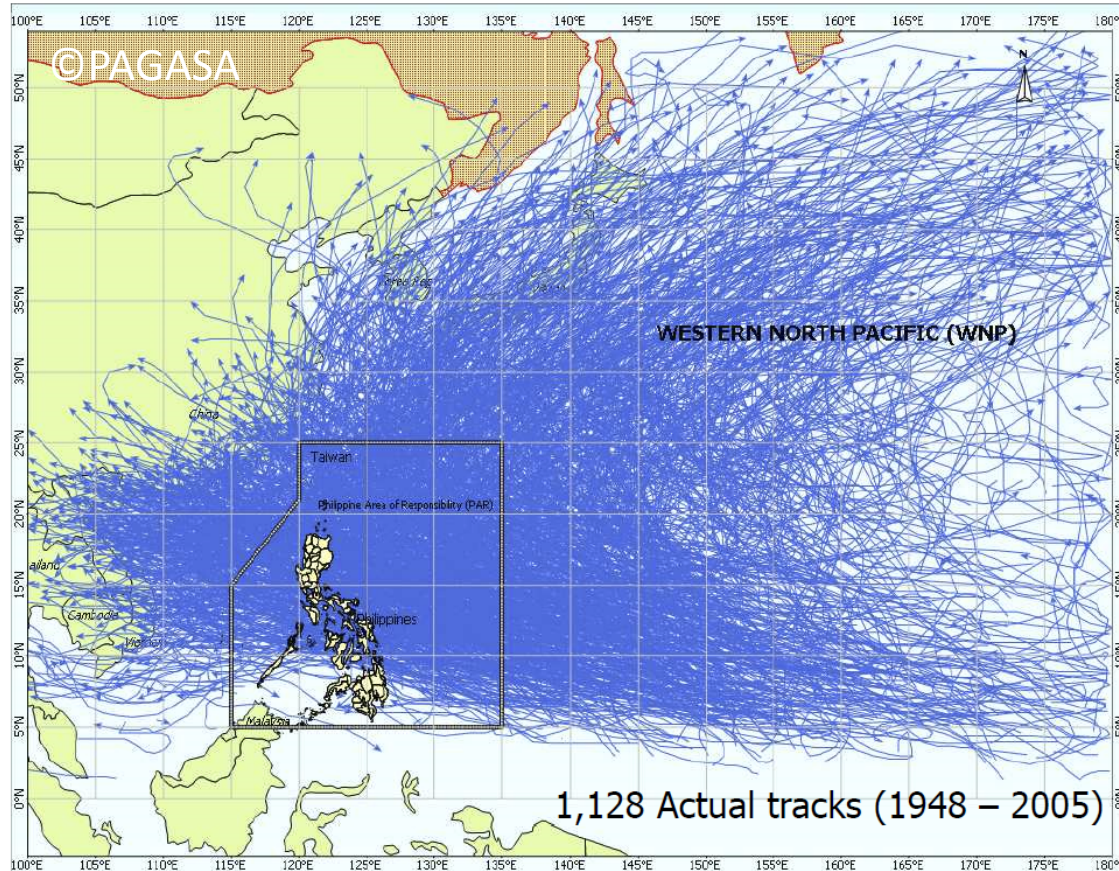 ©PAGASA
N
WESTERN NORTH PACIFIC (WNP)
China
Taiwan
Philippine Area of Responsiblity (PAR)
Cambodia
Philippines
Malaysia
50°N
45°N
40°N
35°N
30°N
25°N
20°N
15°N
10°N
5°N
0°N
1,128 Actual tracks (1948 – 2005)
100°E 105°E 110°E 115°E 120°E 125°E 130°E 135°E 140°E 145°E 150°E 155°E 160°E 165°E 170°E 175°E 180°